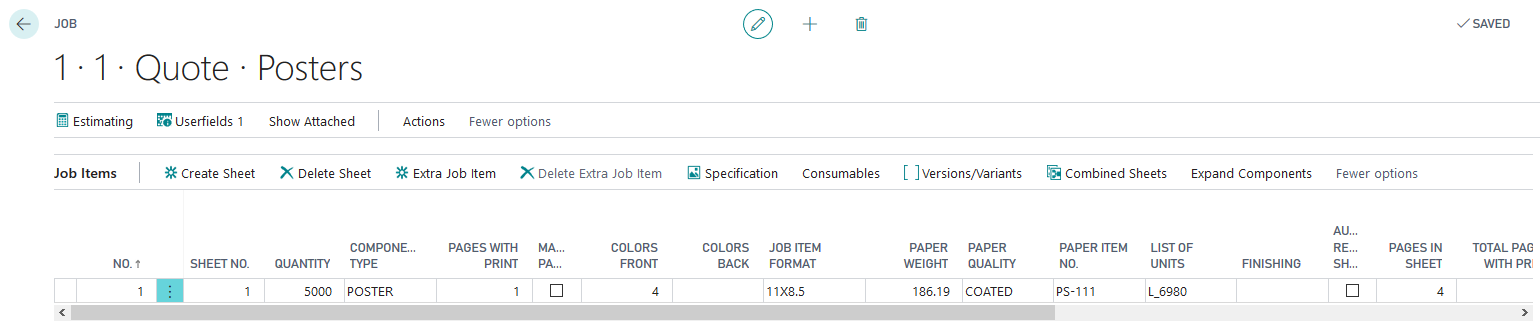 JOB
SAVED
1 · 1 · Quote · Posters
Estimating Userfields 1 Show Attached Actions Fewer options
Job Items Create Sheet Delete Sheet Extra Job Item Delete Extra Job Item Specification Consumables Versions/Variants Combined Sheets Expand Components Fewer options
NO. ↑ SHEET NO. QUANTITY COMPONE... TYPE PAGES WITH PRINT MA... PA... COLORS FRONT COLORS BACK JOB ITEM FORMAT PAPER WEIGHT PAPER QUALITY PAPER ITEM NO. LIST OF UNITS FINISHING AU... RE... SH... PAGES IN SHEET TOTAL PAG WITH PRI
1 1 5000 POSTER 1 4 11X8.5 186.19 COATED PS-111 L_6980 4